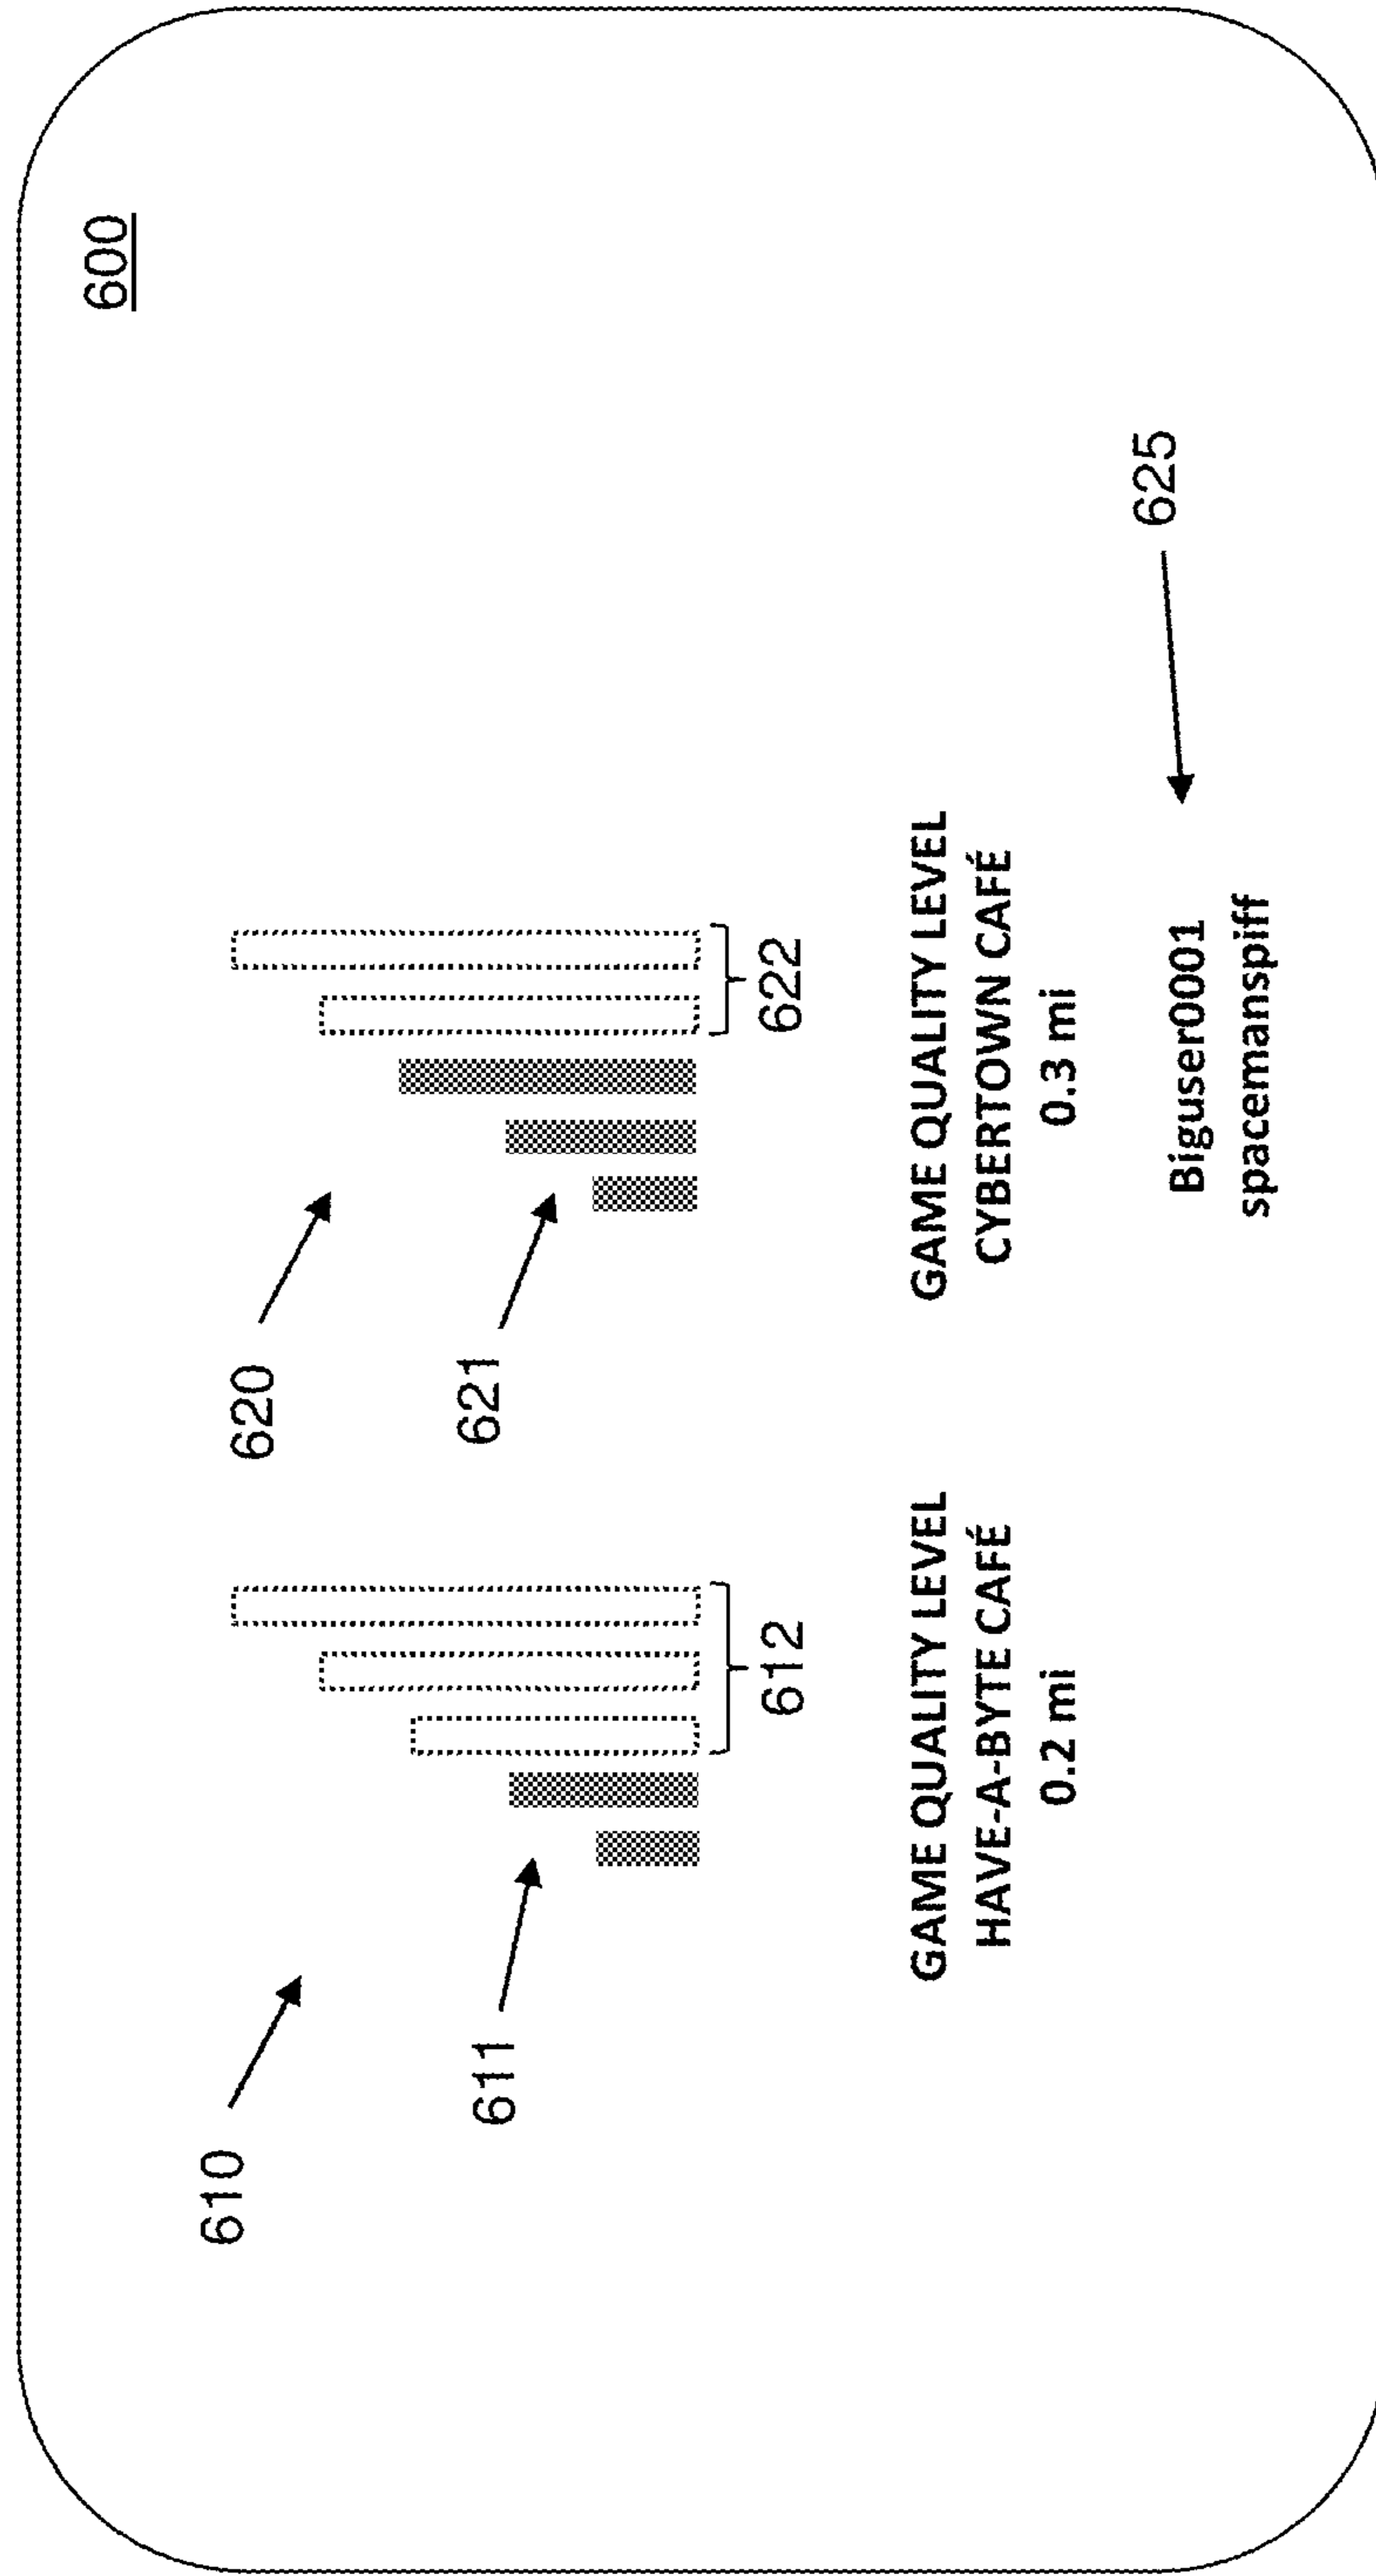 600
610
611
612
620
621
622
GAME QUALITY LEVEL
HAVE-A-BYTE CAFÉ
0.2 mi
GAME QUALITY LEVEL
CYBERTOWN CAFÉ
0.3 mi
625
Biguser0001
spacemanspiff